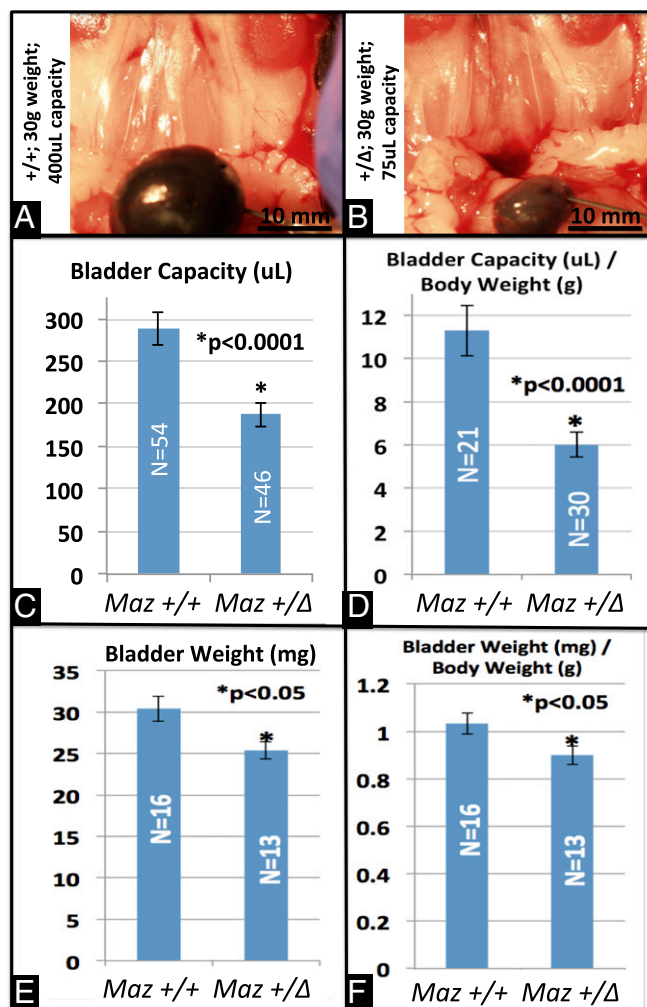 +/+; 30g weight;
400uL capacity
10 mm
A
+/Δ; 30g weight;
75uL capacity
10 mm
B
Bladder Capacity (uL)
300
250
200
150
100
50
0
*p<0.0001
*
N=54
N=46
Maz +/+ Maz +/Δ
C
Bladder Capacity (uL) /
Body Weight (g)
12
10
8
6
4
2
0
*p<0.0001
*
N=21
N=30
Maz +/+ Maz +/Δ
D
Bladder Weight (mg)
35
30
25
20
15
10
5
0
*p<0.05
*
N=16
N=13
Maz +/+ Maz +/Δ
E
Bladder Weight (mg) /
Body Weight (g)
1.2
1
0.8
0.6
0.4
0.2
0
*p<0.05
*
N=16
N=13
Maz +/+ Maz +/Δ
F